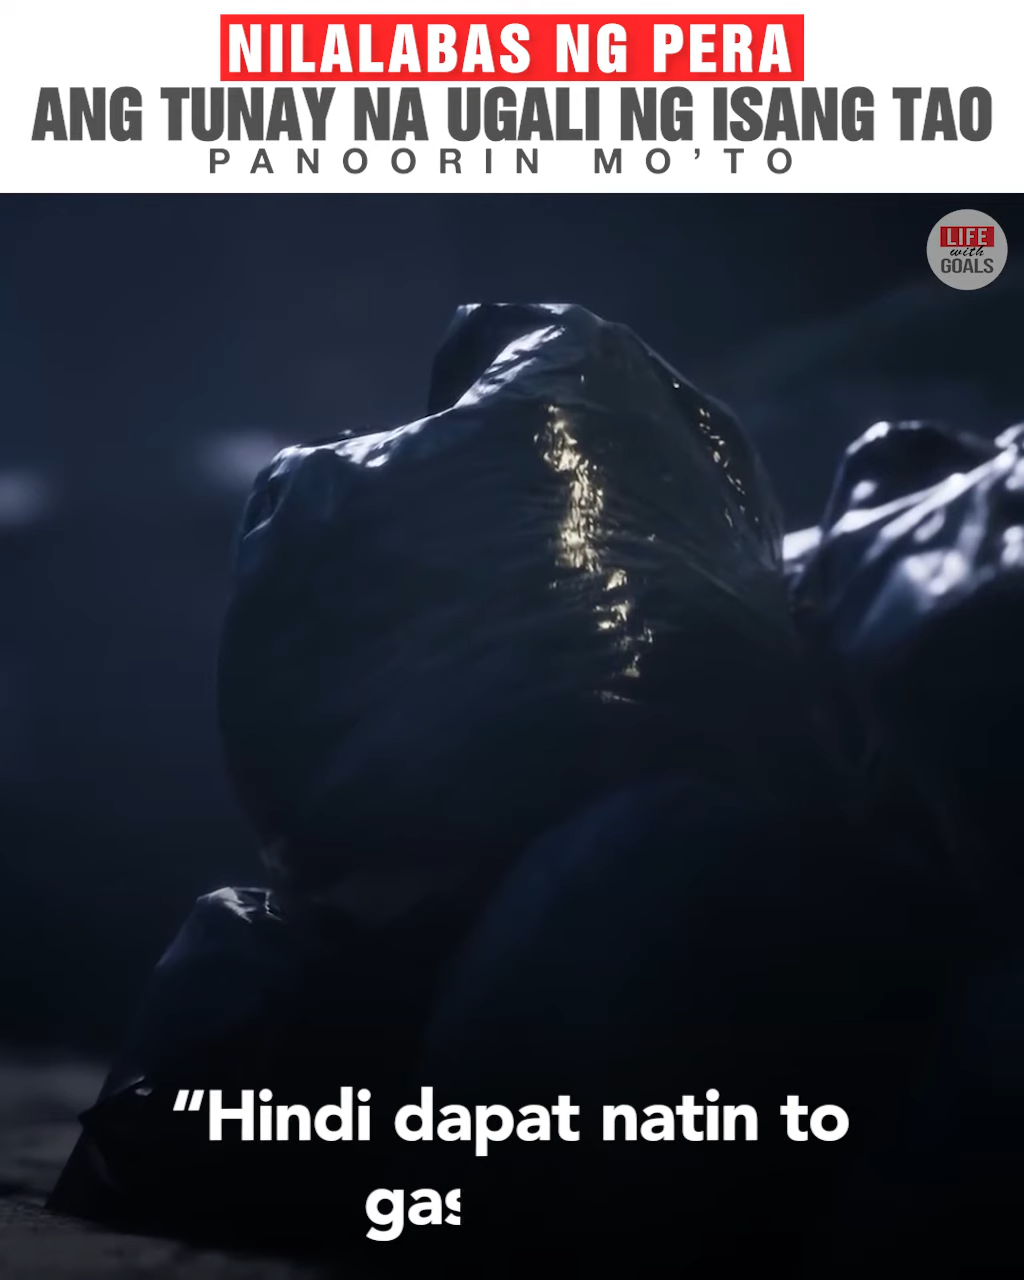 NILALABAS NG PERA
ANG TUNAY NA UGALI NG ISANG TAO
PANOORIN MO'TO
LIFE
with
GOALS
“Hindi dapat natin to